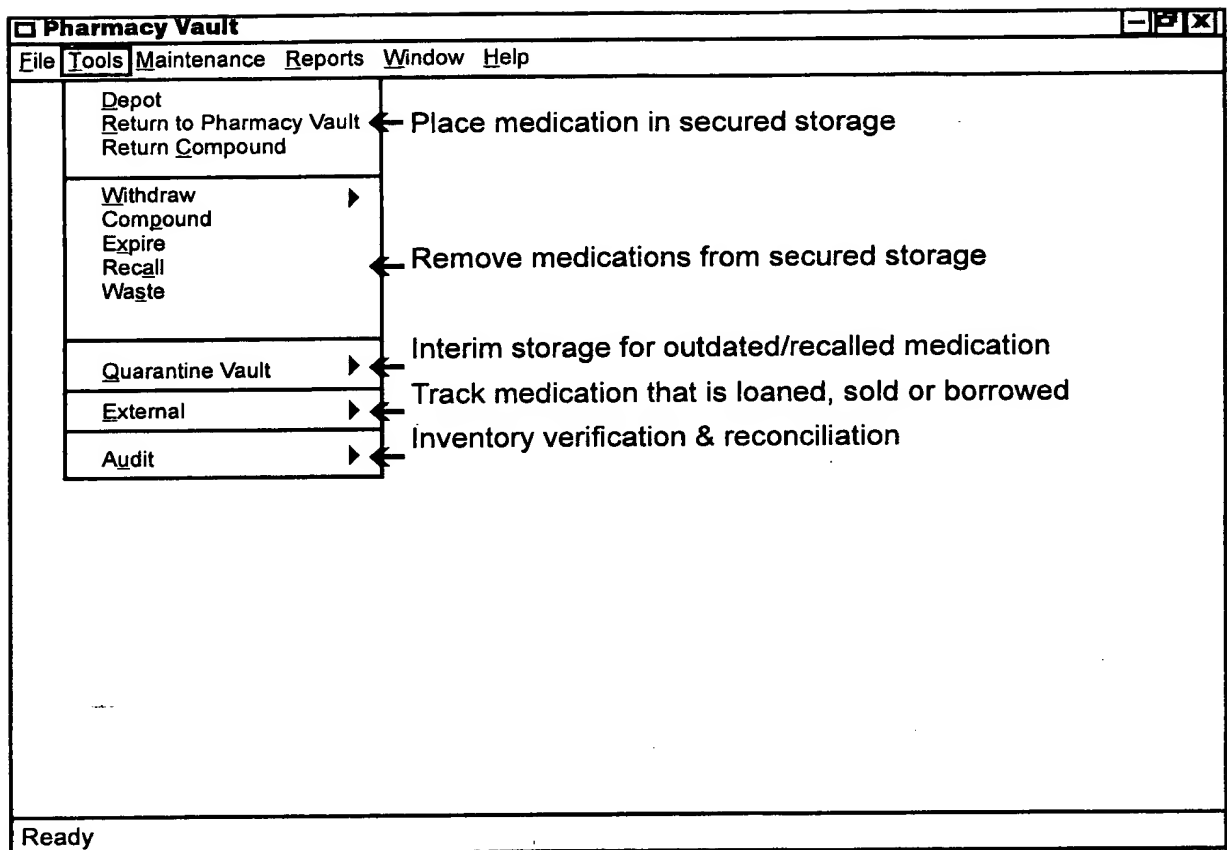 Pharmacy Vault
File Tools Maintenance Reports Window Help
Depot
Return to Pharmacy Vault
Place medication in secured storage
Return Compound
Withdraw
Compound
Expire
Remove medications from secured storage
Recall
Waste
Interim storage for outdated/recalled medication
Quarantine Vault
Track medication that is loaned, sold or borrowed
External
Inventory verification & reconciliation
Audit
Ready